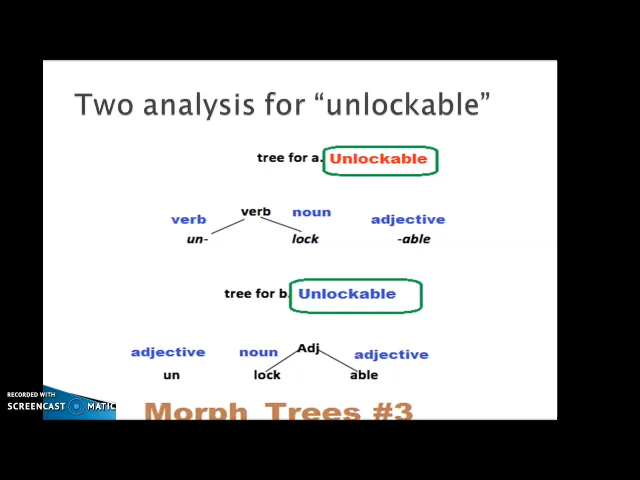 Two analysis for “unlockable”
tree for a. Unlockable
verb verb noun adjective
un- lock -able
tree for b. Unlockable
adjective noun Adj adjective
un lock able
RECORDED WITH
SCREENCAST MATIC
Morph Trees #3